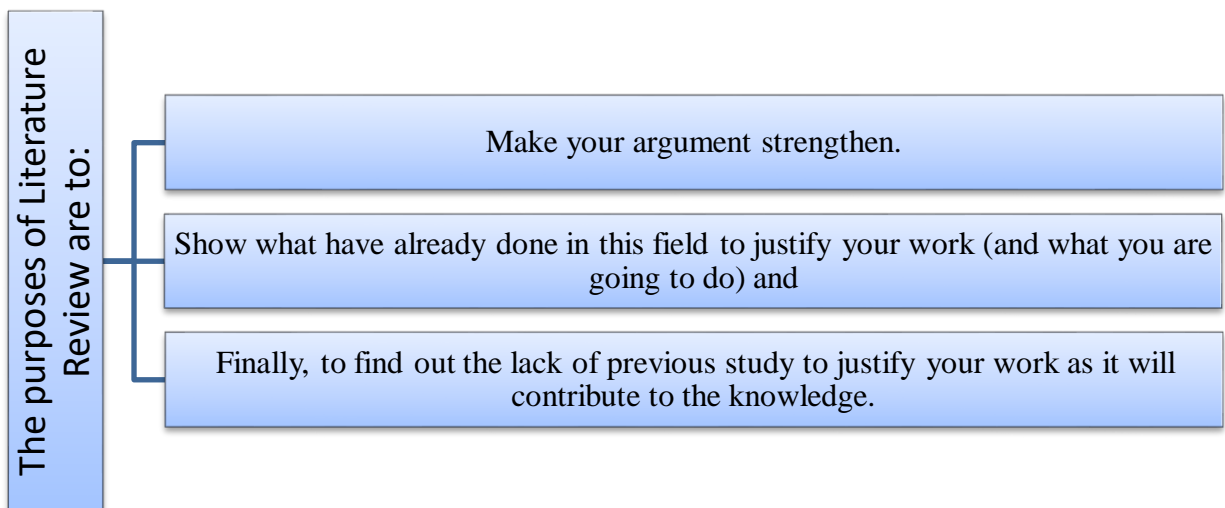 The purposes of Literature
Review are to:
Make your argument strengthen.
Show what have already done in this field to justify your work (and what you are
going to do) and
Finally, to find out the lack of previous study to justify your work as it will
contribute to the knowledge.